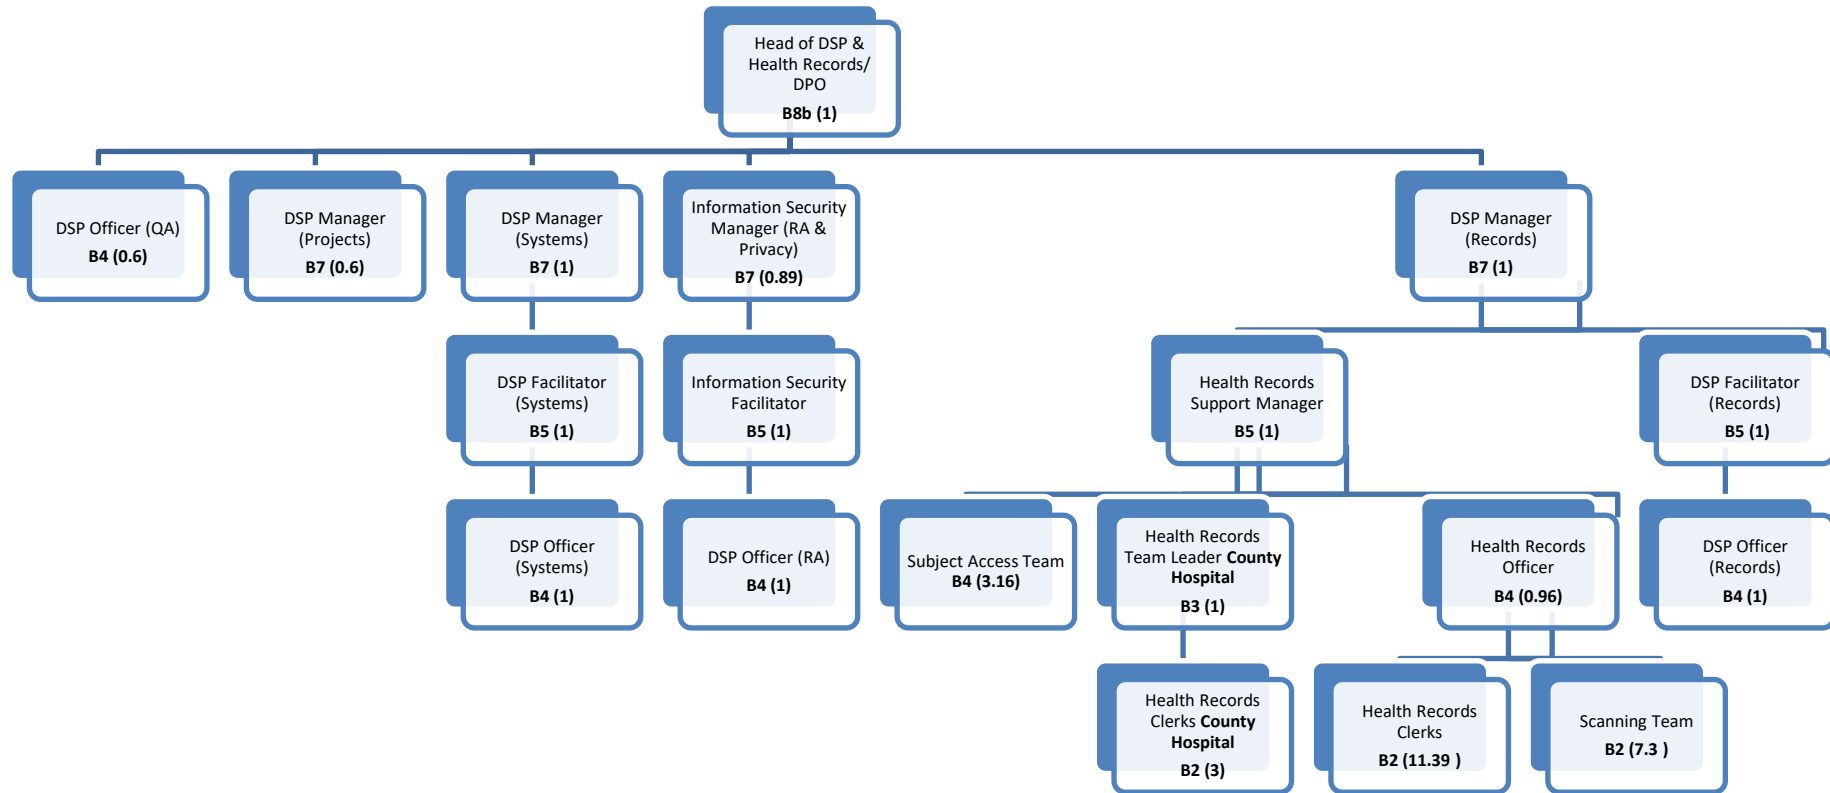 Head of DSP &
Health Records/
DPO
B8b (1)
DSP Officer (QA)
B4 (0.6)
DSP Manager
(Projects)
B7 (0.6)
DSP Manager
(Systems)
B7 (1)
Information Security
Manager (RA &
Privacy)
B7 (0.89)
DSP Manager
(Records)
B7 (1)
DSP Facilitator
(Systems)
B5 (1)
Information Security
Facilitator
B5 (1)
Health Records
Support Manager
B5 (1)
DSP Facilitator
(Records)
B5 (1)
DSP Officer
(Systems)
B4 (1)
DSP Officer (RA)
B4 (1)
Subject Access Team
B4 (3.16)
Health Records
Team Leader County
Hospital
B3 (1)
Health Records
Officer
B4 (0.96)
DSP Officer
(Records)
B4 (1)
Health Records
Clerks County
Hospital
B2 (3)
Health Records
Clerks
B2 (11.39 )
Scanning Team
B2 (7.3 )